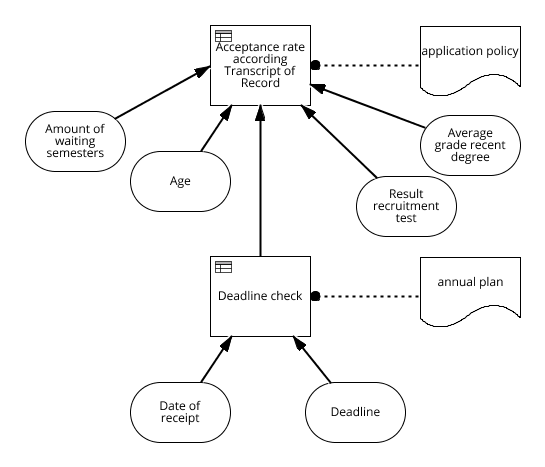 Acceptance rate
according
Transcript of
Record
application policy
Amount of
waiting
semesters
Average
grade recent
degree
Age
Result
recruitment
test
Deadline check
annual plan
Date of
receipt
Deadline